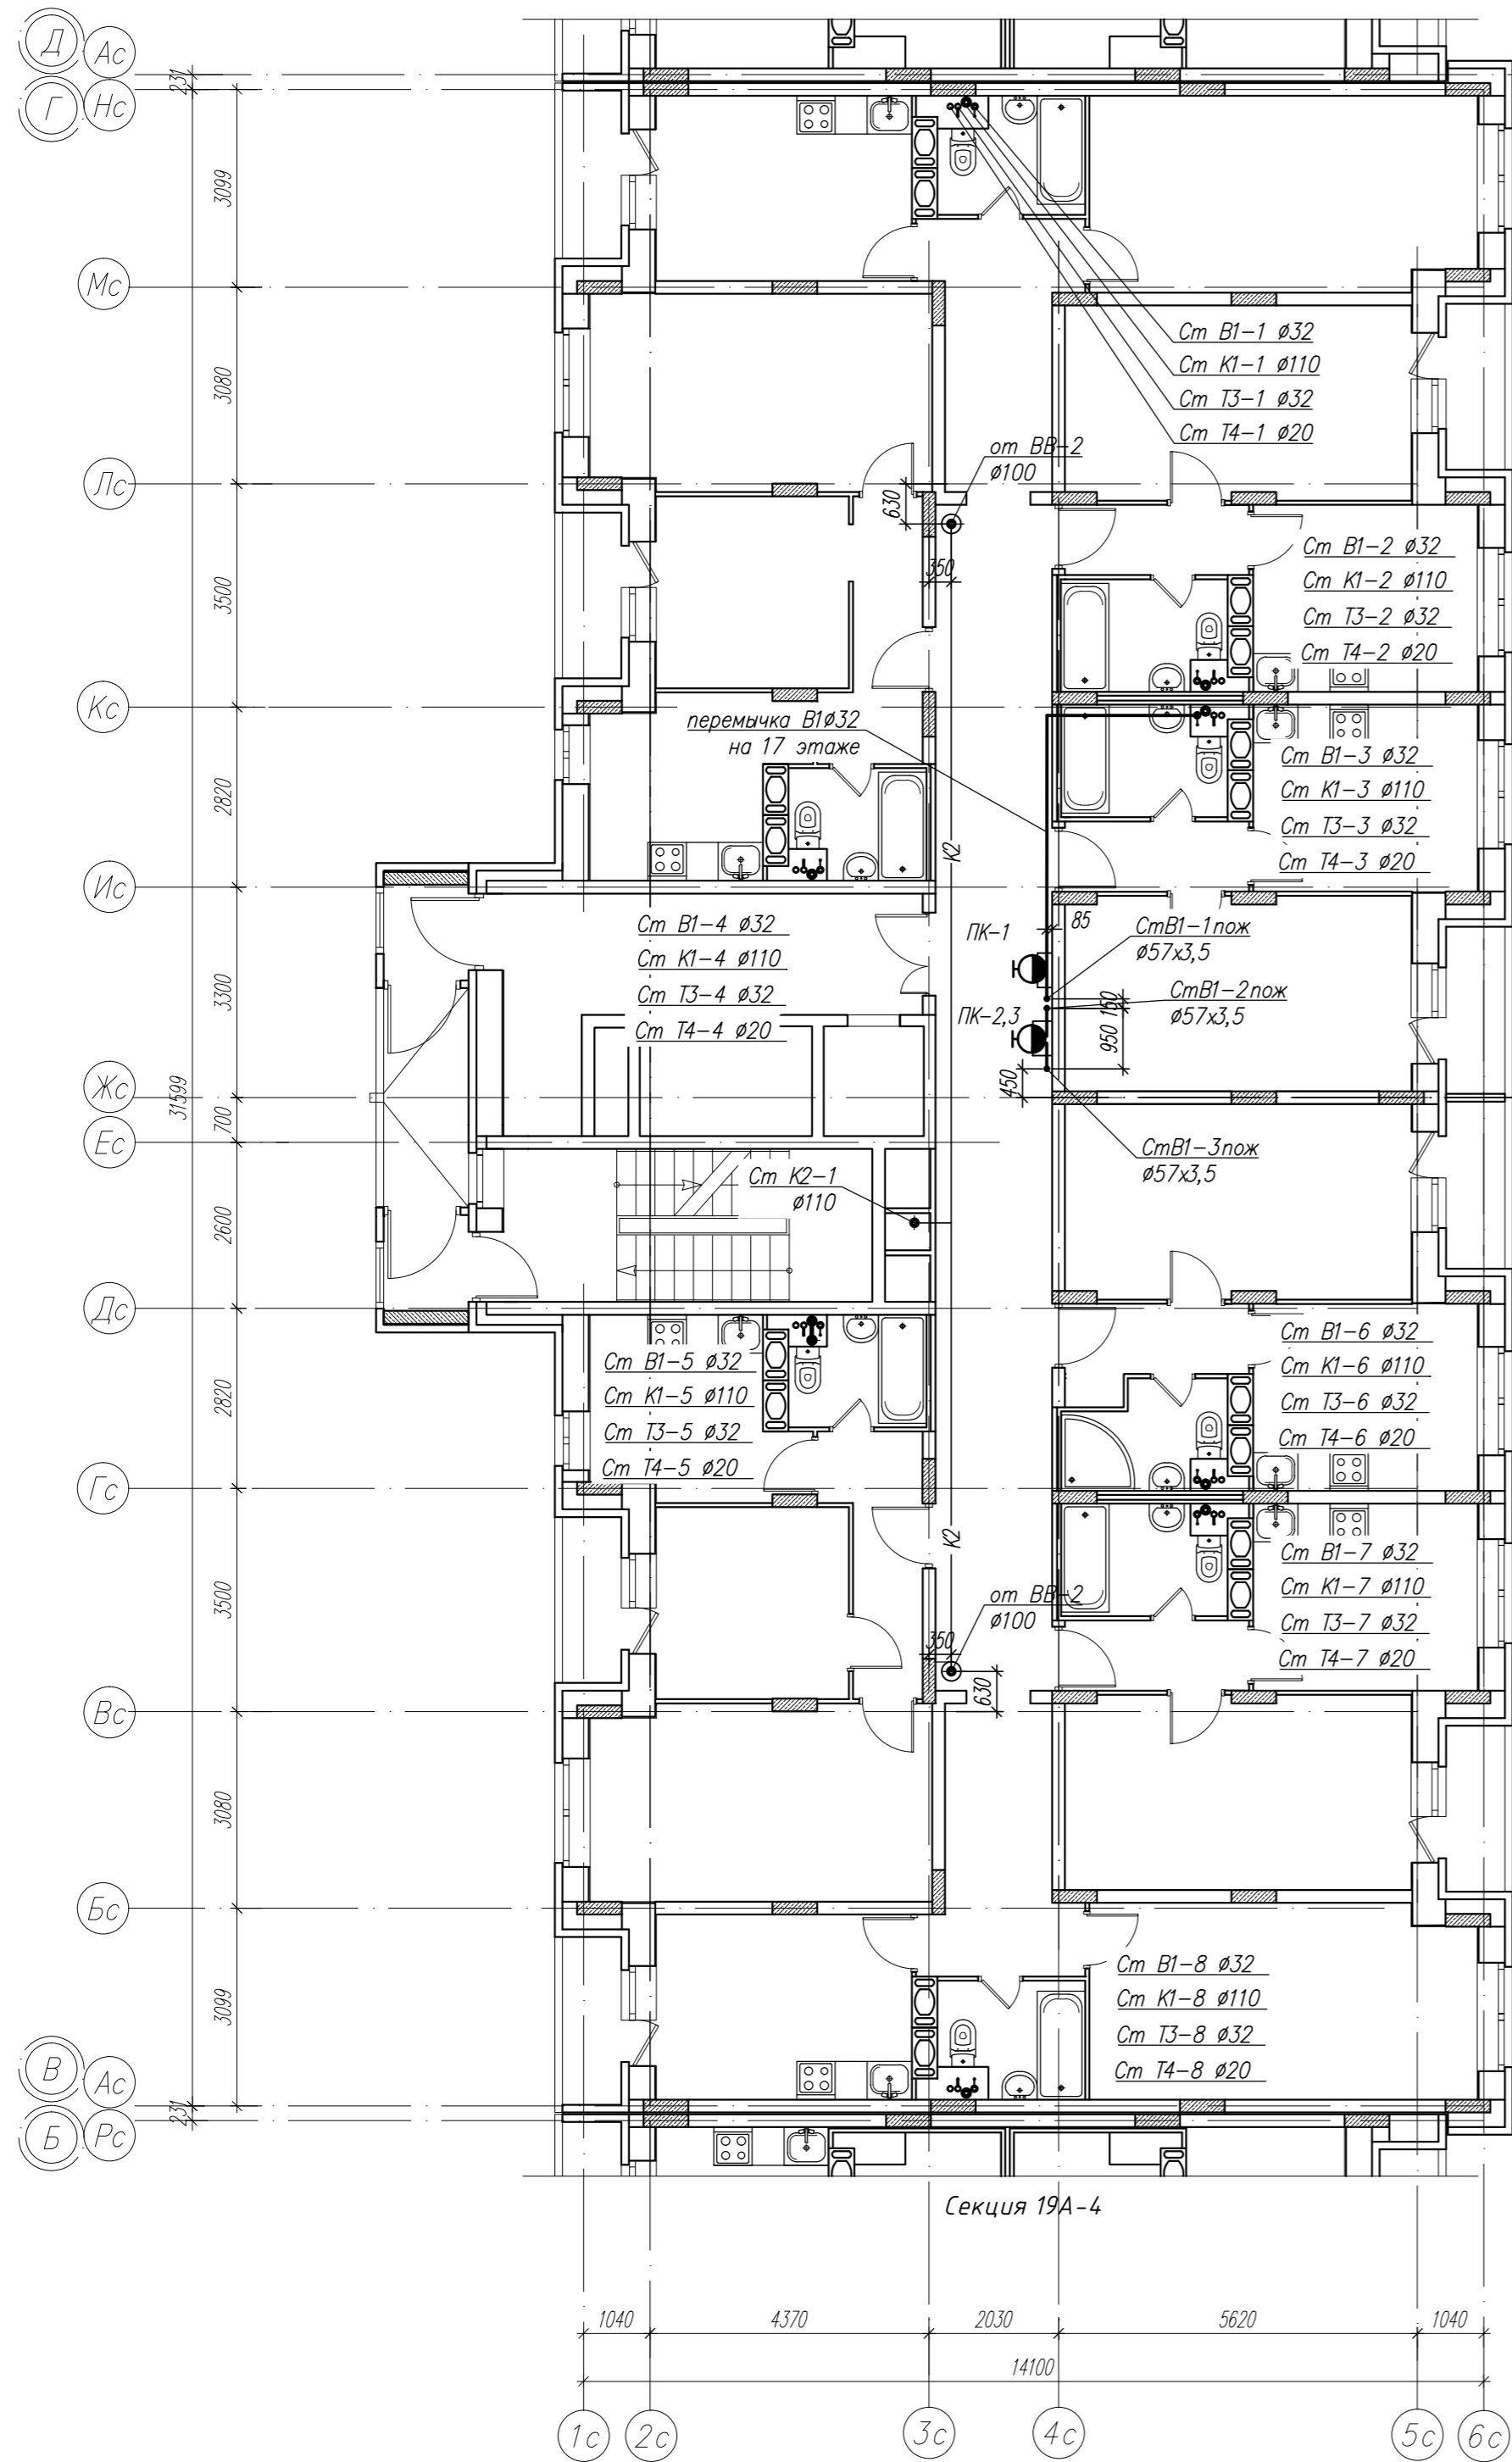 Д
Ас
Г
Нс
231
3099
Мс
3080
Ст В1-1 ø32
Ст К1-1 ø110
Ст Т3-1 ø32
Ст Т4-1 ø20
от ВВ-2
ø100
Лс
630
350
3500
Ст В1-2 ø32
Ст К1-2 ø110
Ст Т3-2 ø32
Ст Т4-2 ø20
Кс
перемычка В1ø32
на 17 этаже
2820
К2
Ст В1-3 ø32
Ст К1-3 ø110
Ст Т3-3 ø32
Ст Т4-3 ø20
Ис
Ст В1-4 ø32
Ст К1-4 ø110
Ст Т3-4 ø32
Ст Т4-4 ø20
3300
ПК-1
85
СтВ1-1пож
ø57х3,5
ПК-2,3
150
950
450
СтВ1-2пож
ø57х3,5
Жс
31599
700
Ес
СтВ1-3пож
ø57х3,5
Ст К2-1
ø110
2600
Дс
Ст В1-5 ø32
Ст К1-5 ø110
Ст Т3-5 ø32
Ст Т4-5 ø20
2820
Ст В1-6 ø32
Ст К1-6 ø110
Ст Т3-6 ø32
Ст Т4-6 ø20
Гс
3500
К2
Ст В1-7 ø32
Ст К1-7 ø110
Ст Т3-7 ø32
Ст Т4-7 ø20
от ВВ-2
ø100
350
630
Вс
3080
Бс
3099
Ст В1-8 ø32
Ст К1-8 ø110
Ст Т3-8 ø32
Ст Т4-8 ø20
В
Ас
231
Б
Рс
Секция 19А-4
1040
4370
2030
5620
1040
14100
1с
2с
3с
4с
5с
6с